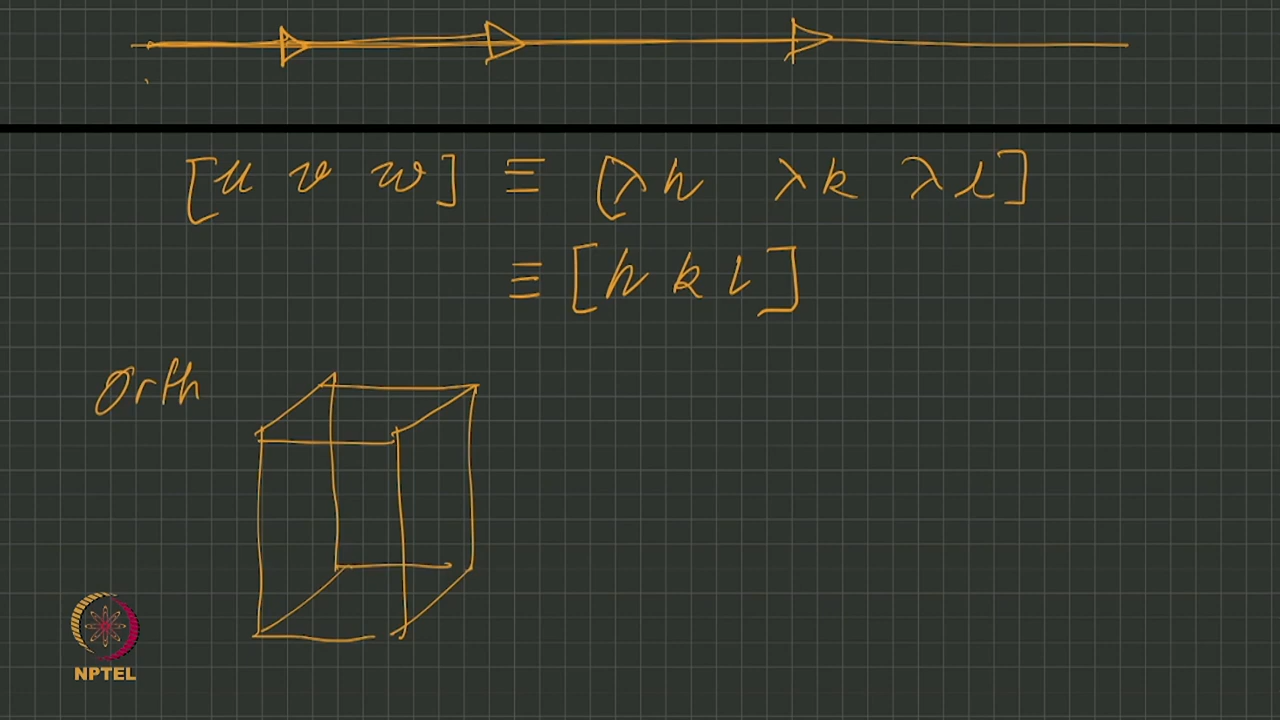 [u v w] ≡ [λh λk λl]
≡ [h k l]
Orth
NPTEL